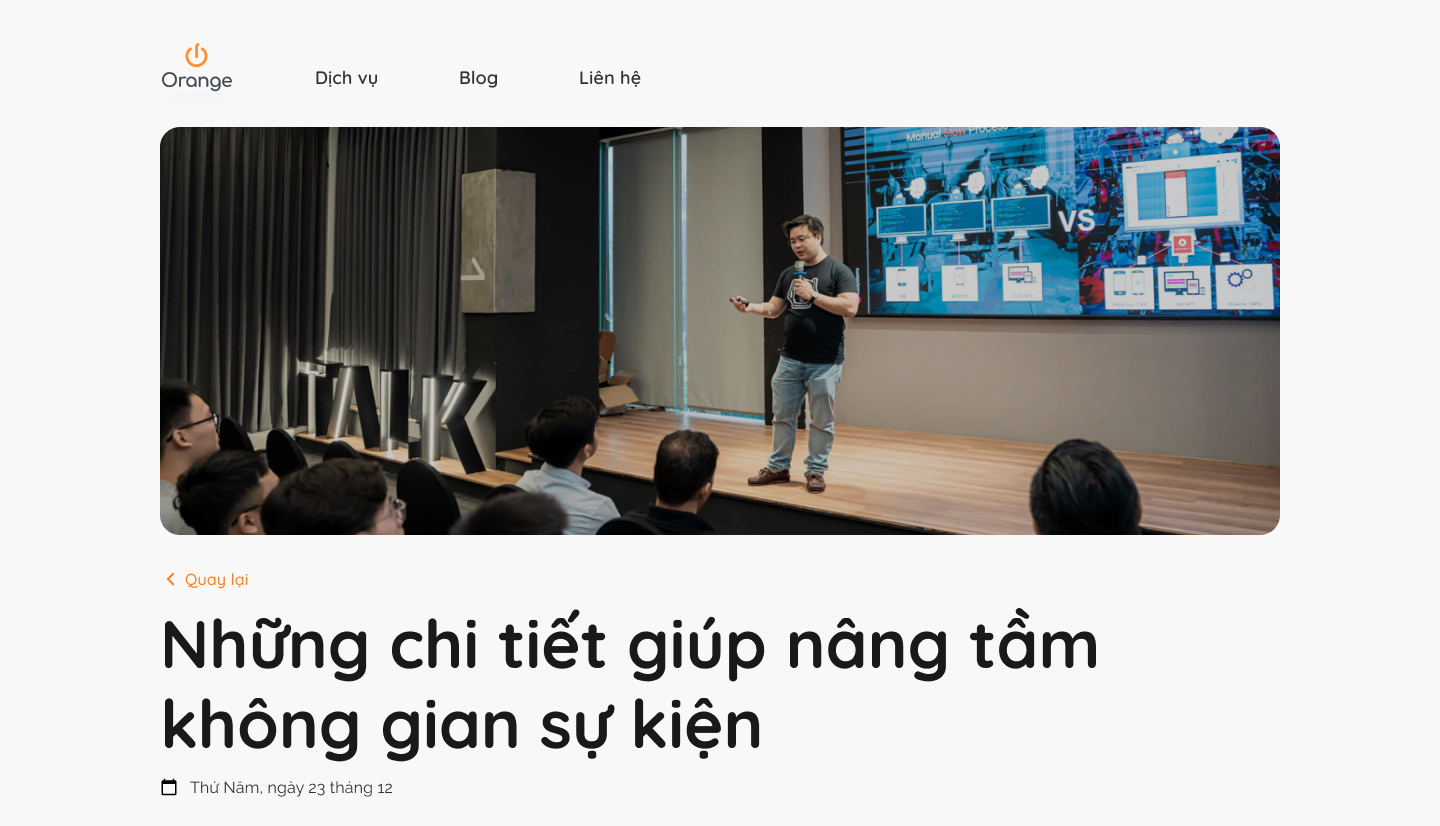 Orange
Dịch vụ
Blog
Liên hệ
Manual Slow Process
VS
TALK
Quay lại
Những chi tiết giúp nâng tầm
không gian sự kiện
Thứ Năm, ngày 23 tháng 12